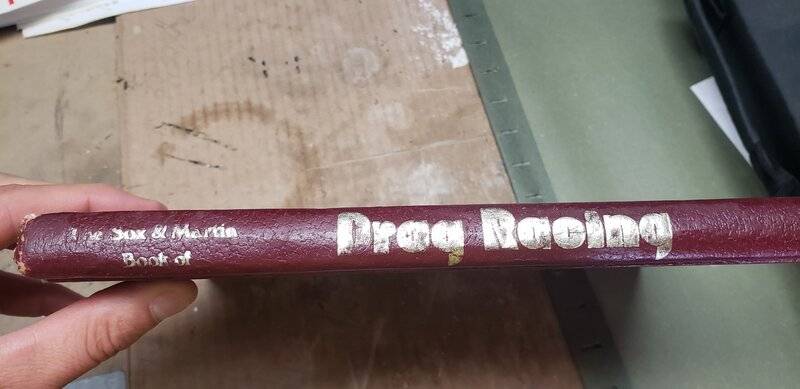 The Sox & Martin
Book of
Drag Racing